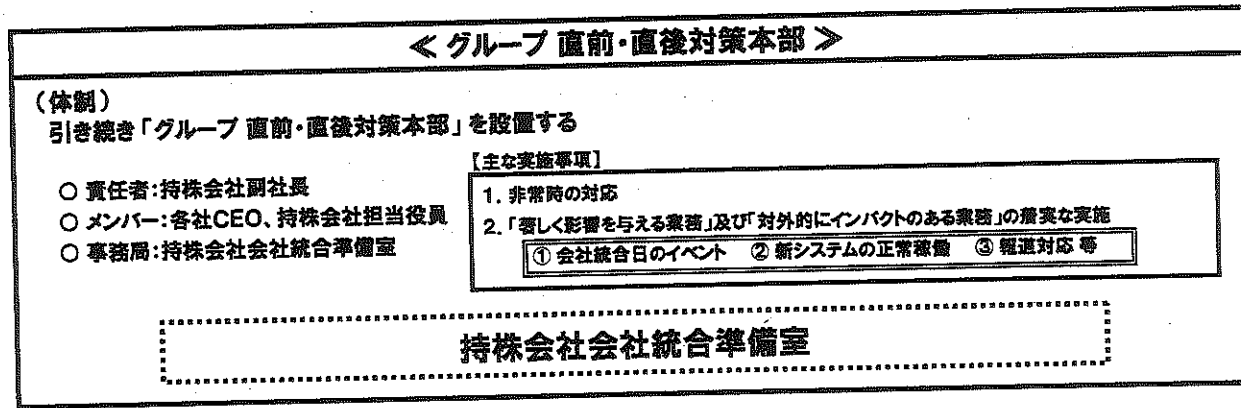 ≪ グループ 直前・直後対策本部 ≫
（体制）
引き続き「グループ 直前・直後対策本部」を設置する
○ 責任者：持株会社副社長
○ メンバー：各社CEO、持株会社担当役員
○ 事務局：持株会社会社統合準備室
【主な実施事項】
1．非常時の対応
2．「著しく影響を与える業務」及び「対外的にインパクトのある業務」の着実な実施
① 会社統合日のイベント　② 新システムの正常稼働　③ 報道対応 等
持株会社会社統合準備室